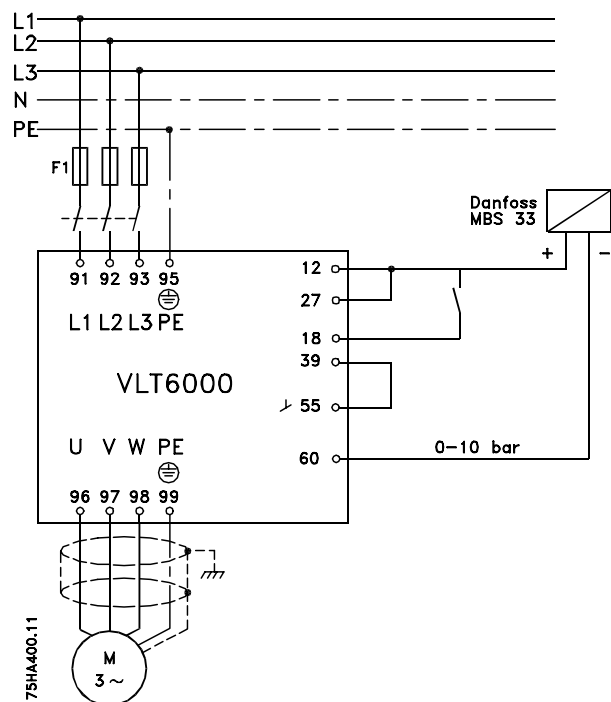 L1
L2
L3
N
PE
F1
Danfoss
MBS 33
+ −
91 92 93 95
L1 L2 L3 PE
12
27
18
39
VLT6000
55
60
0-10 bar
U V W PE
96 97 98 99
M
3 ~
75HA400.11